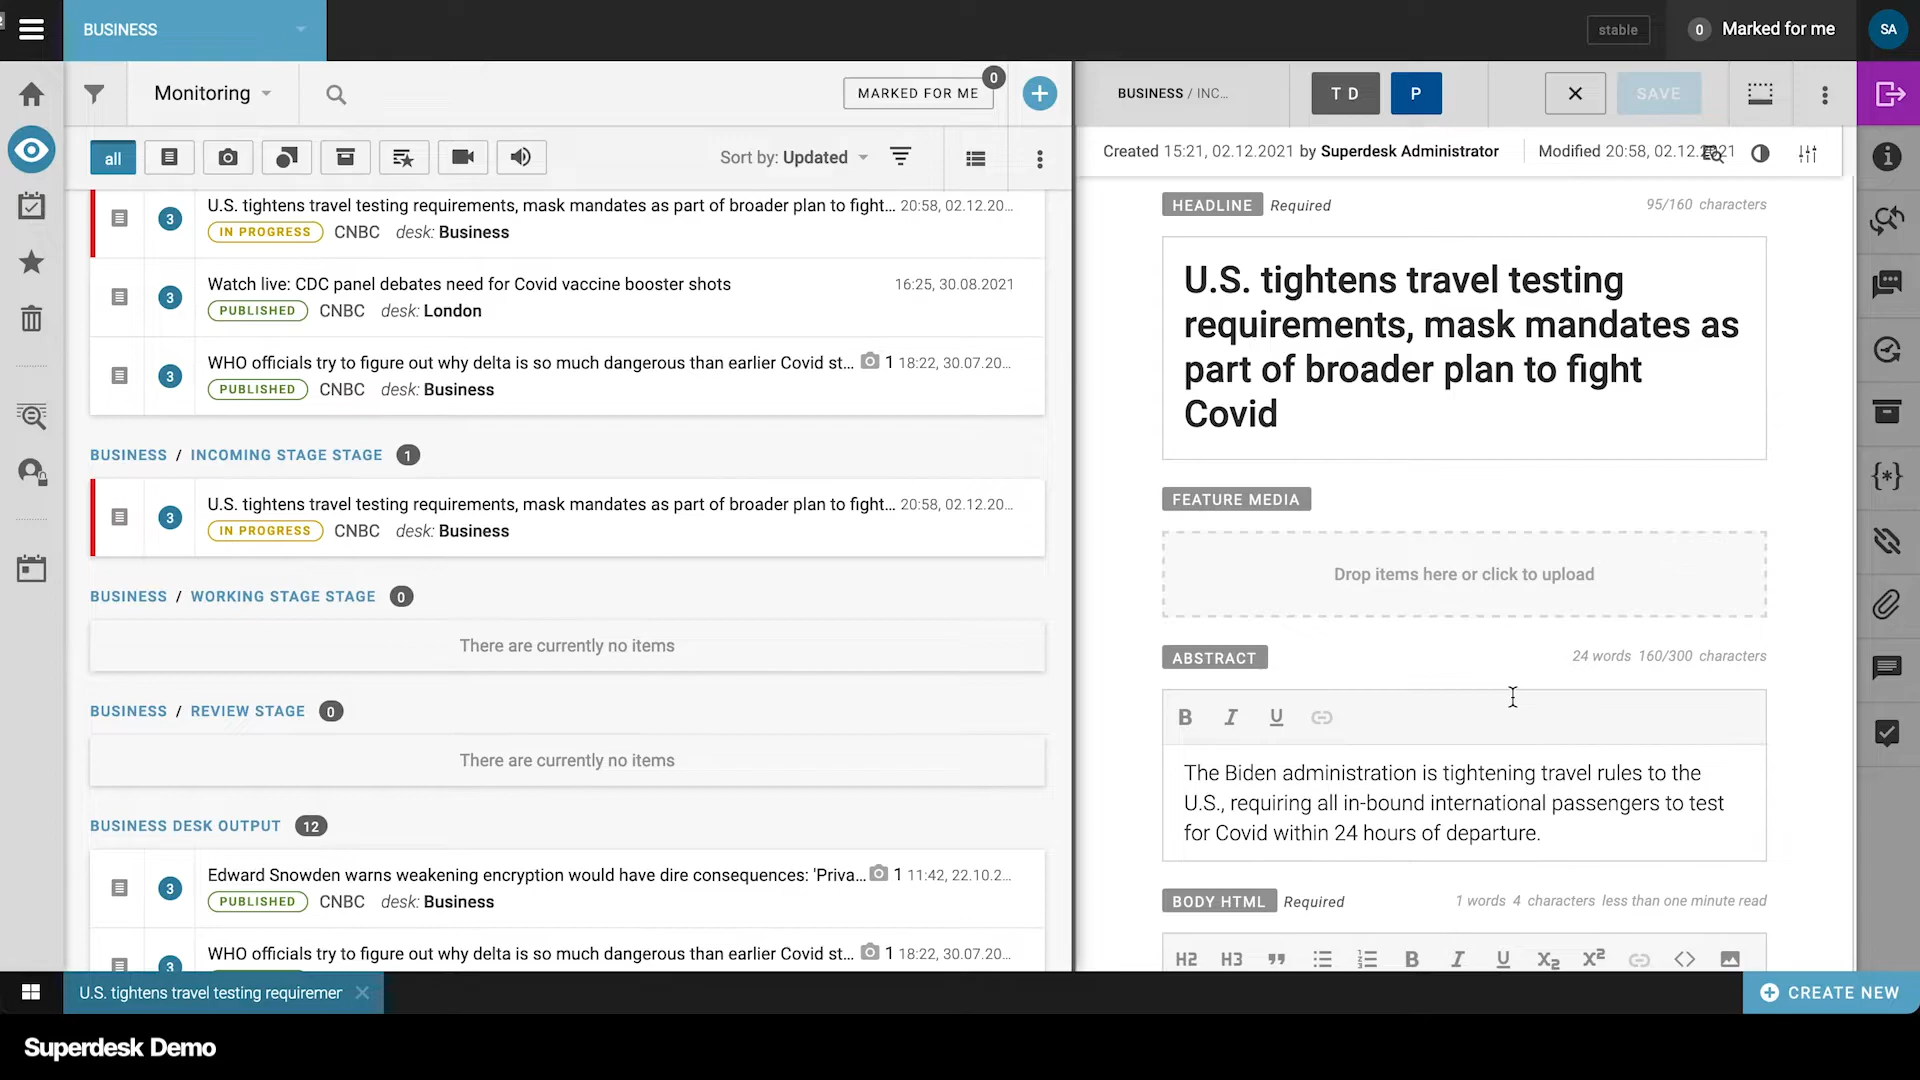 BUSINESS
stable
0 Marked for me
SA
Monitoring
MARKED FOR ME
0
BUSINESS / INC...
T D
P
SAVE
all
Sort by: Updated
Created 15:21, 02.12.2021 by Superdesk Administrator
Modified 20:58, 02.12.2021
U.S. tightens travel testing requirements, mask mandates as part of broader plan to fight... 20:58, 02.12.20...
3
IN PROGRESS CNBC desk: Business
Watch live: CDC panel debates need for Covid vaccine booster shots 16:25, 30.08.2021
3
PUBLISHED CNBC desk: London
WHO officials try to figure out why delta is so much dangerous than earlier Covid st... 1 18:22, 30.07.20...
3
PUBLISHED CNBC desk: Business
BUSINESS / INCOMING STAGE STAGE 1
U.S. tightens travel testing requirements, mask mandates as part of broader plan to fight... 20:58, 02.12.20...
3
IN PROGRESS CNBC desk: Business
BUSINESS / WORKING STAGE STAGE 0
There are currently no items
BUSINESS / REVIEW STAGE 0
There are currently no items
BUSINESS DESK OUTPUT 12
Edward Snowden warns weakening encryption would have dire consequences: 'Priva... 1 11:42, 22.10.2...
3
PUBLISHED CNBC desk: Business
WHO officials try to figure out why delta is so much dangerous than earlier Covid st... 1 18:22, 30.07.20...
3
HEADLINE Required 95/160 characters
U.S. tightens travel testing
requirements, mask mandates as
part of broader plan to fight
Covid
FEATURE MEDIA
Drop items here or click to upload
ABSTRACT 24 words 160/300 characters
B I U
The Biden administration is tightening travel rules to the
U.S., requiring all in-bound international passengers to test
for Covid within 24 hours of departure.
BODY HTML Required 1 words 4 characters less than one minute read
H2 H3 B I U X2 X2
U.S. tightens travel testing requiremer
CREATE NEW
Superdesk Demo